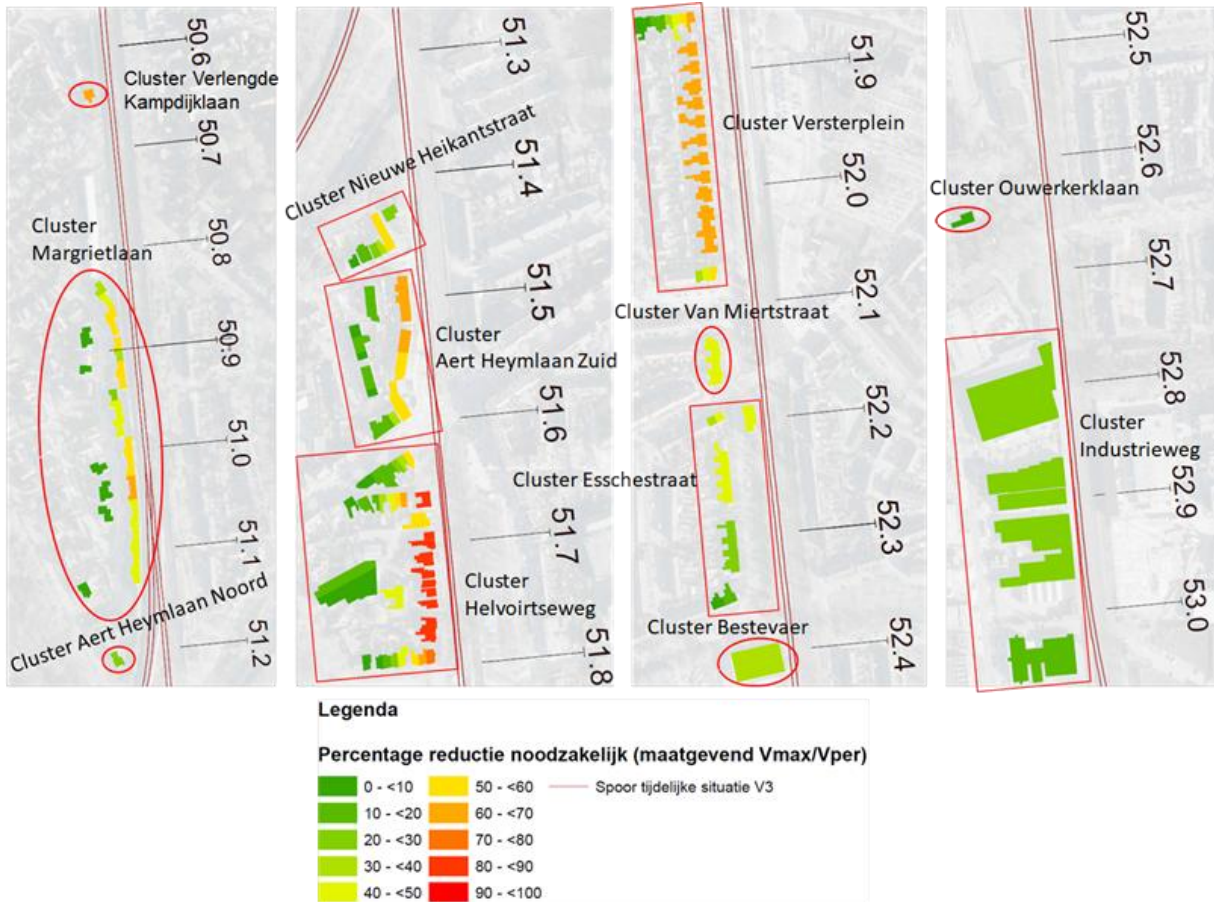 50.6
Cluster Verlengde
Kampdijklaan
50.7
Cluster
Margrietlaan
50.8
50.9
51.0
51.1
Cluster Aert Heymlaan Noord
51.2
51.3
Cluster Nieuwe Heikantstraat
51.4
51.5
Cluster
Aert Heymlaan Zuid
51.6
51.7
Cluster
Helvoirtseweg
51.8
51.9
Cluster Versterplein
52.0
52.1
Cluster Van Miertstraat
52.2
Cluster Esschestraat
52.3
Cluster Bestevaer
52.4
52.5
52.6
Cluster Ouwerkerklaan
52.7
52.8
Cluster
Industrieweg
52.9
53.0
Legenda
Percentage reductie noodzakelijk (maatgevend Vmax/Vper)
0 - <10 50 - <60 Spoor tijdelijke situatie V3
10 - <20 60 - <70
20 - <30 70 - <80
30 - <40 80 - <90
40 - <50 90 - <100